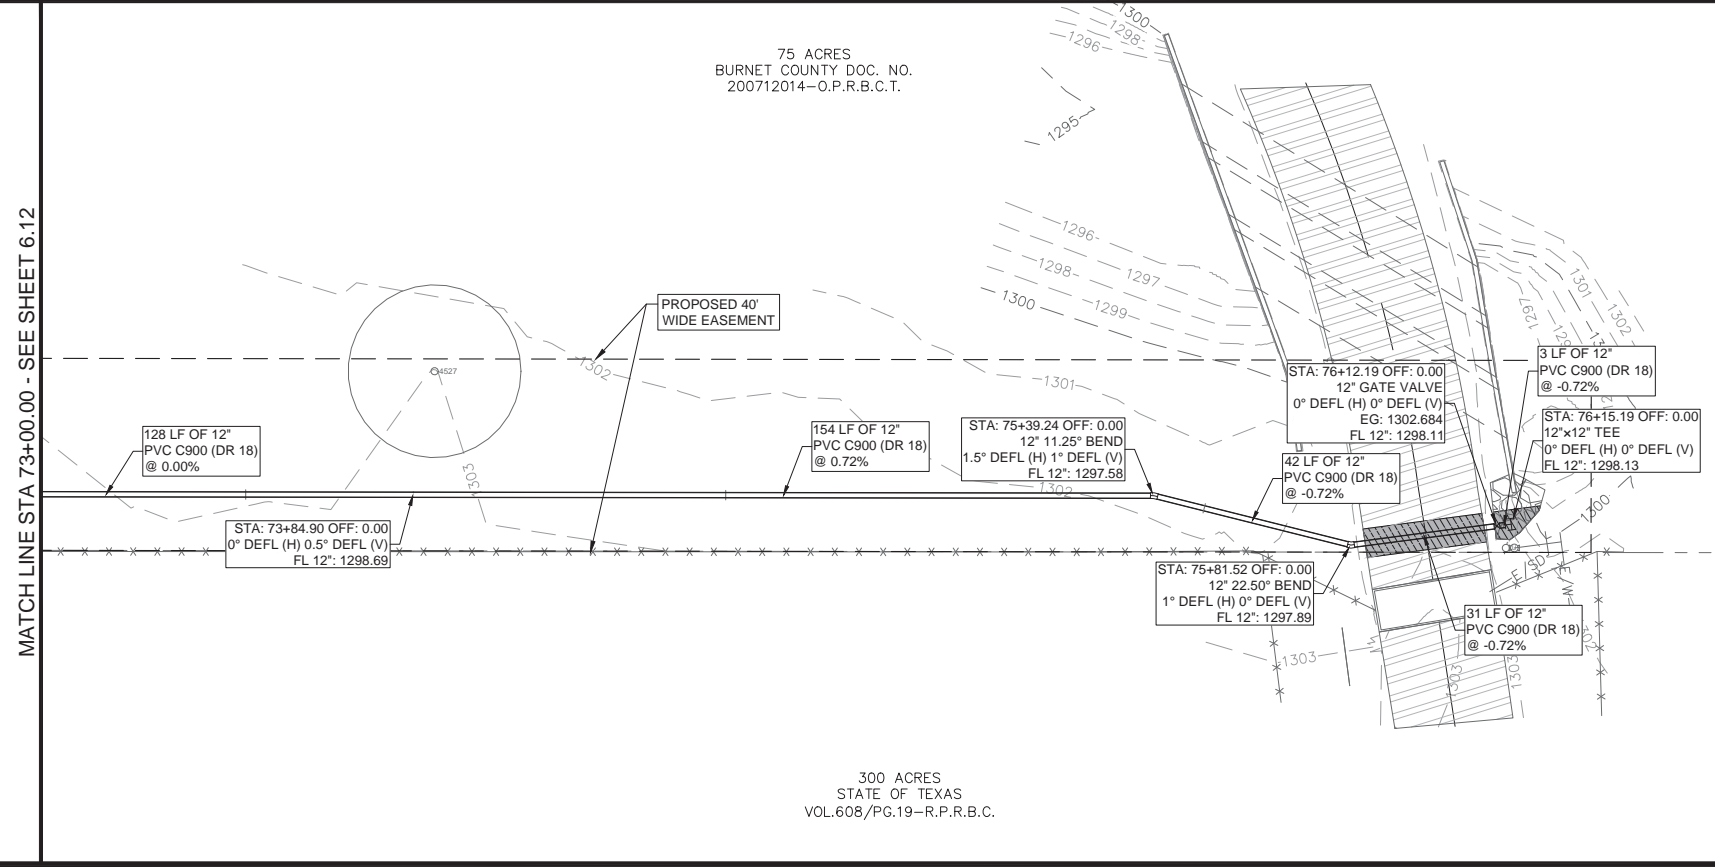 MATCH LINE STA 73+00.00 - SEE SHEET 6.12
75 ACRES
BURNET COUNTY DOC. NO.
200712014-O.P.R.B.C.T.
1300
1298
1296
1295
1296
1298
1297
1300
1299
1301
1302
1297
PROPOSED 40'
WIDE EASEMENT
4527
1302
1301
3 LF OF 12"
PVC C900 (DR 18)
@ -0.72%
STA: 76+12.19 OFF: 0.00
12" GATE VALVE
0° DEFL (H) 0° DEFL (V)
EG: 1302.684
FL 12": 1298.11
STA: 76+15.19 OFF: 0.00
12"x12" TEE
0° DEFL (H) 0° DEFL (V)
FL 12": 1298.13
128 LF OF 12"
PVC C900 (DR 18)
@ 0.00%
154 LF OF 12"
PVC C900 (DR 18)
@ 0.72%
STA: 75+39.24 OFF: 0.00
12" 11.25° BEND
1.5° DEFL (H) 1° DEFL (V)
FL 12": 1297.58
42 LF OF 12"
PVC C900 (DR 18)
@ -0.72%
1303
1302
1300
STA: 73+84.90 OFF: 0.00
0° DEFL (H) 0.5° DEFL (V)
FL 12": 1298.69
STA: 75+81.52 OFF: 0.00
12" 22.50° BEND
1° DEFL (H) 0° DEFL (V)
FL 12": 1297.89
31 LF OF 12"
PVC C900 (DR 18)
@ -0.72%
1303
1303
1303
300 ACRES
STATE OF TEXAS
VOL.608/PG.19-R.P.R.B.C.